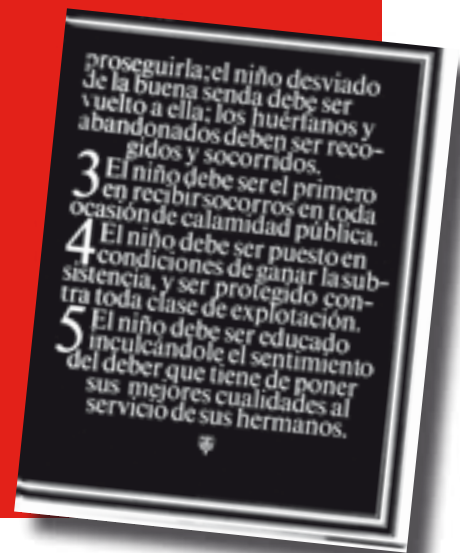 proseguirla; el niño desviado
de la buena senda debe ser
vuelto a ella; los huérfanos y
abandonados deben ser reco-
gidos y socorridos.
3 El niño debe ser el primero
en recibir socorros en toda
ocasión de calamidad pública.
4 El niño debe ser puesto en
condiciones de ganar la sub-
sistencia, y ser protegido con-
tra toda clase de explotación.
5 El niño debe ser educado
inculcándole el sentimiento
del deber que tiene de poner
sus mejores cualidades al
servicio de sus hermanos.